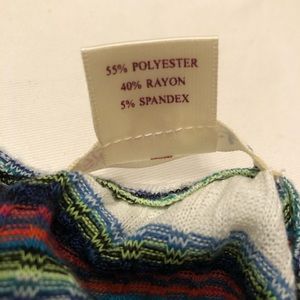 55% POLYESTER
40% RAYON
5% SPANDEX